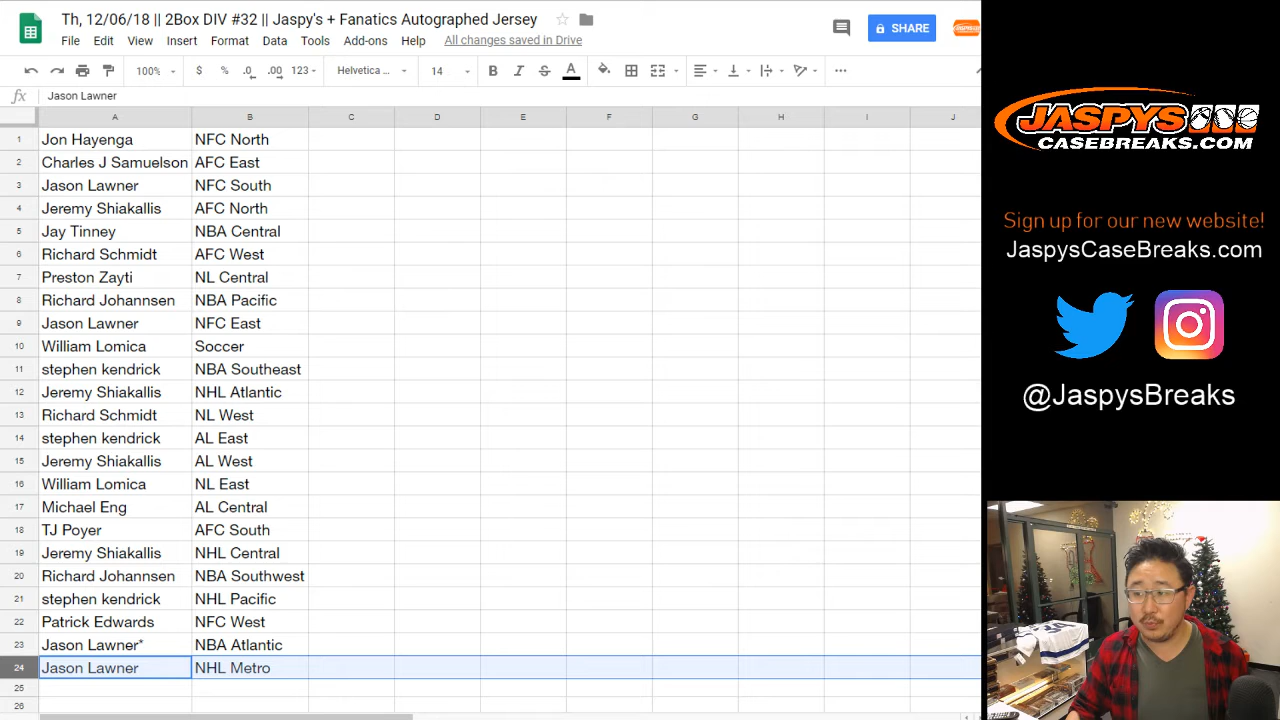 Th, 12/06/18 || 2Box DIV #32 || Jaspy's + Fanatics Autographed Jersey
File Edit View Insert Format Data Tools Add-ons Help All changes saved in Drive
SHARE
100% $ % .0 .00 123 Helvetica ... 14 B I S A
fx Jason Lawner
A B C D E F G H I J
1 Jon Hayenga NFC North
2 Charles J Samuelson AFC East
3 Jason Lawner NFC South
4 Jeremy Shiakallis AFC North
5 Jay Tinney NBA Central
6 Richard Schmidt AFC West
7 Preston Zayti NL Central
8 Richard Johannsen NBA Pacific
9 Jason Lawner NFC East
10 William Lomica Soccer
11 stephen kendrick NBA Southeast
12 Jeremy Shiakallis NHL Atlantic
13 Richard Schmidt NL West
14 stephen kendrick AL East
15 Jeremy Shiakallis AL West
16 William Lomica NL East
17 Michael Eng AL Central
18 TJ Poyer AFC South
19 Jeremy Shiakallis NHL Central
20 Richard Johannsen NBA Southwest
21 stephen kendrick NHL Pacific
22 Patrick Edwards NFC West
23 Jason Lawner* NBA Atlantic
24 Jason Lawner NHL Metro
25
26
JASPYS
CASEBREAKS.COM
Sign up for our new website!
JaspysCaseBreaks.com
@JaspysBreaks